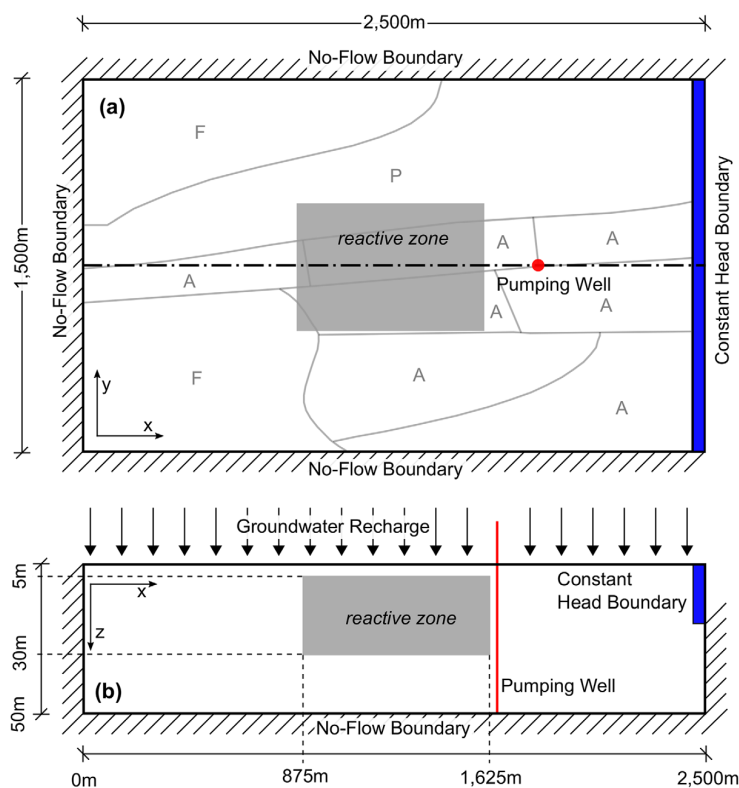 2,500m
No-Flow Boundary
(a)
F
P
reactive zone
A
A
A
Pumping Well
A
A
F
A
A
y
x
No-Flow Boundary
1,500m
No-Flow Boundary
Constant Head Boundary
Groundwater Recharge
5m
x
z
30m
50m
reactive zone
Constant
Head Boundary
(b)
Pumping Well
No-Flow Boundary
0m
875m
1,625m
2,500m